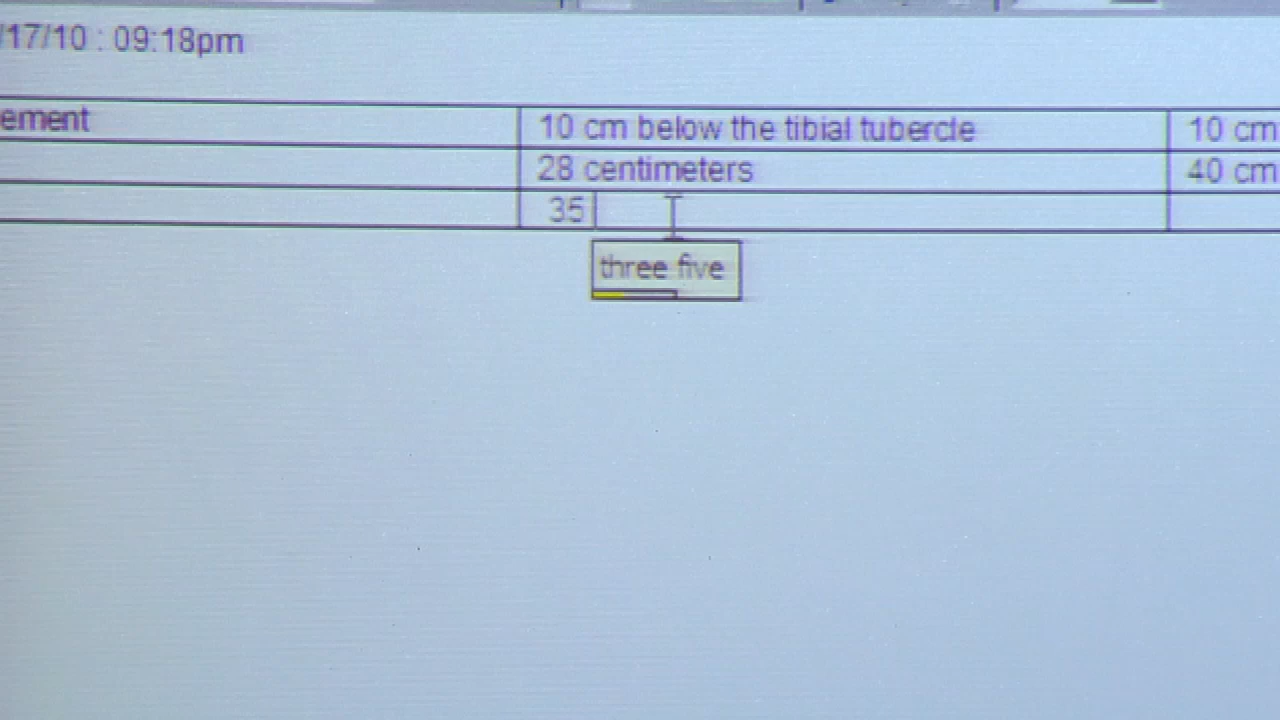 /17/10 : 09:18pm
ement 10 cm below the tibial tubercle 10 cm
28 centimeters 40 cm
35
three five